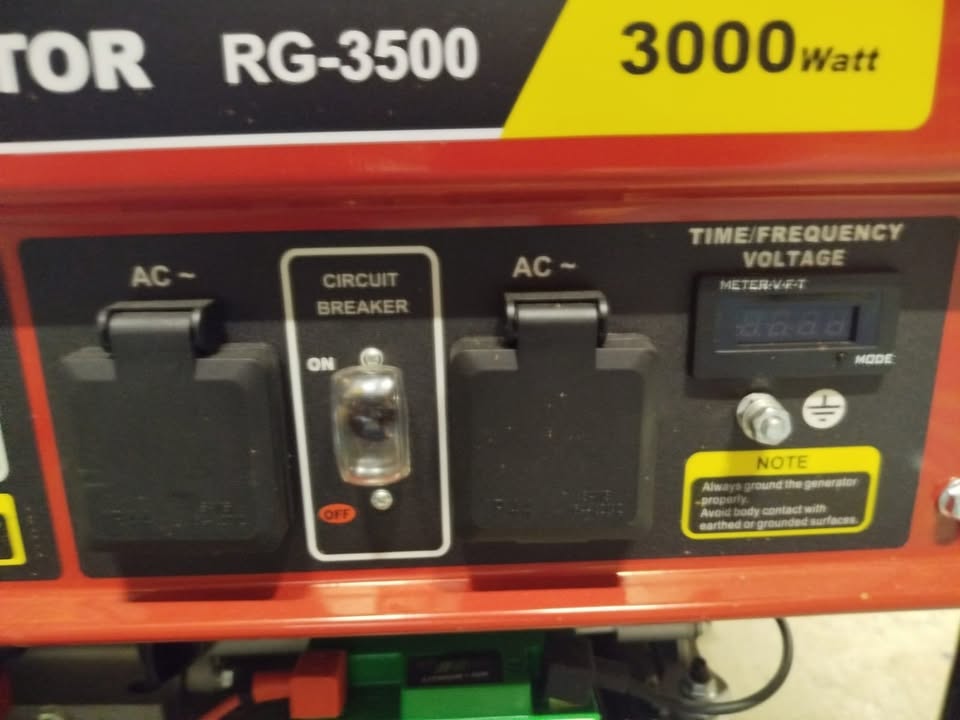 TOR RG-3500 3000Watt
AC ~
CIRCUIT
BREAKER
ON
OFF
AC ~
TIME/FREQUENCY
VOLTAGE
METER-V-F-T
MODE
NOTE
Always ground the generator
properly.
Avoid body contact with
earthed or grounded surfaces.